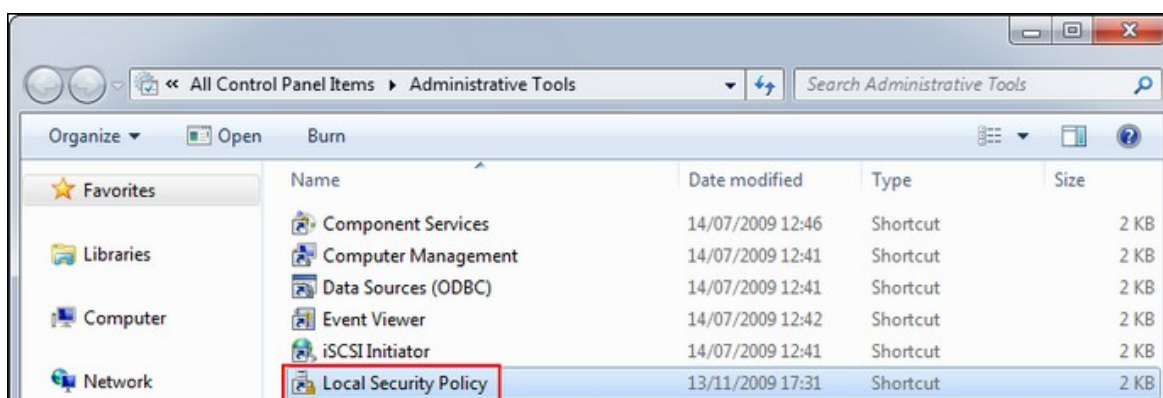 « All Control Panel Items ▸ Administrative Tools Search Administrative Tools
Organize Open Burn
Name Date modified Type Size
Favorites
Component Services 14/07/2009 12:46 Shortcut 2 KB
Libraries Computer Management 14/07/2009 12:41 Shortcut 2 KB
Data Sources (ODBC) 14/07/2009 12:41 Shortcut 2 KB
Computer Event Viewer 14/07/2009 12:42 Shortcut 2 KB
iSCSI Initiator 14/07/2009 12:41 Shortcut 2 KB
Network Local Security Policy 13/11/2009 17:31 Shortcut 2 KB